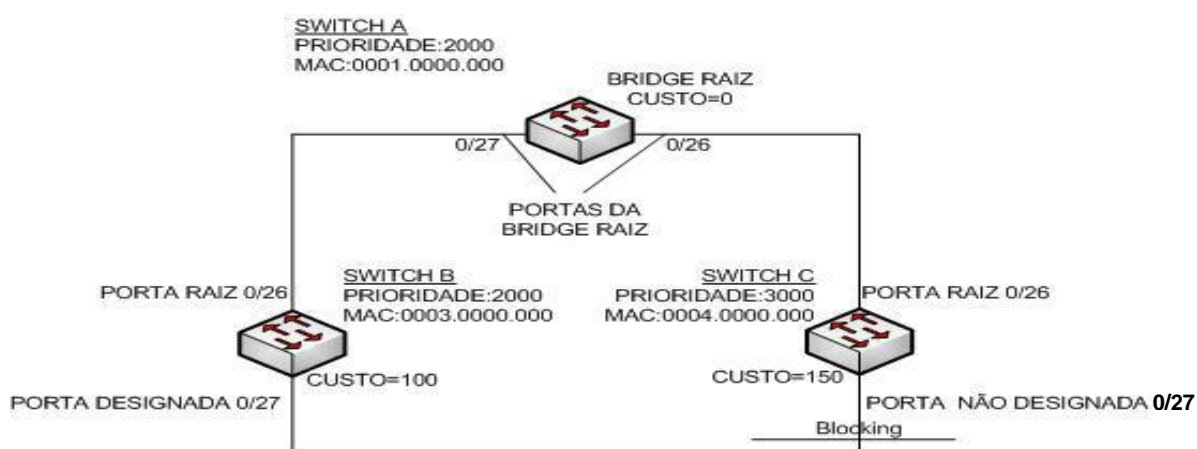 SWITCH A
PRIORIDADE:2000
MAC:0001.0000.000
BRIDGE RAIZ
CUSTO=0
0/27
0/26
PORTAS DA
BRIDGE RAIZ
PORTA RAIZ 0/26
SWITCH B
PRIORIDADE:2000
MAC:0003.0000.000
CUSTO=100
PORTA DESIGNADA 0/27
SWITCH C
PRIORIDADE:3000
MAC:0004.0000.000
PORTA RAIZ 0/26
CUSTO=150
PORTA NÃO DESIGNADA 0/27
Blocking